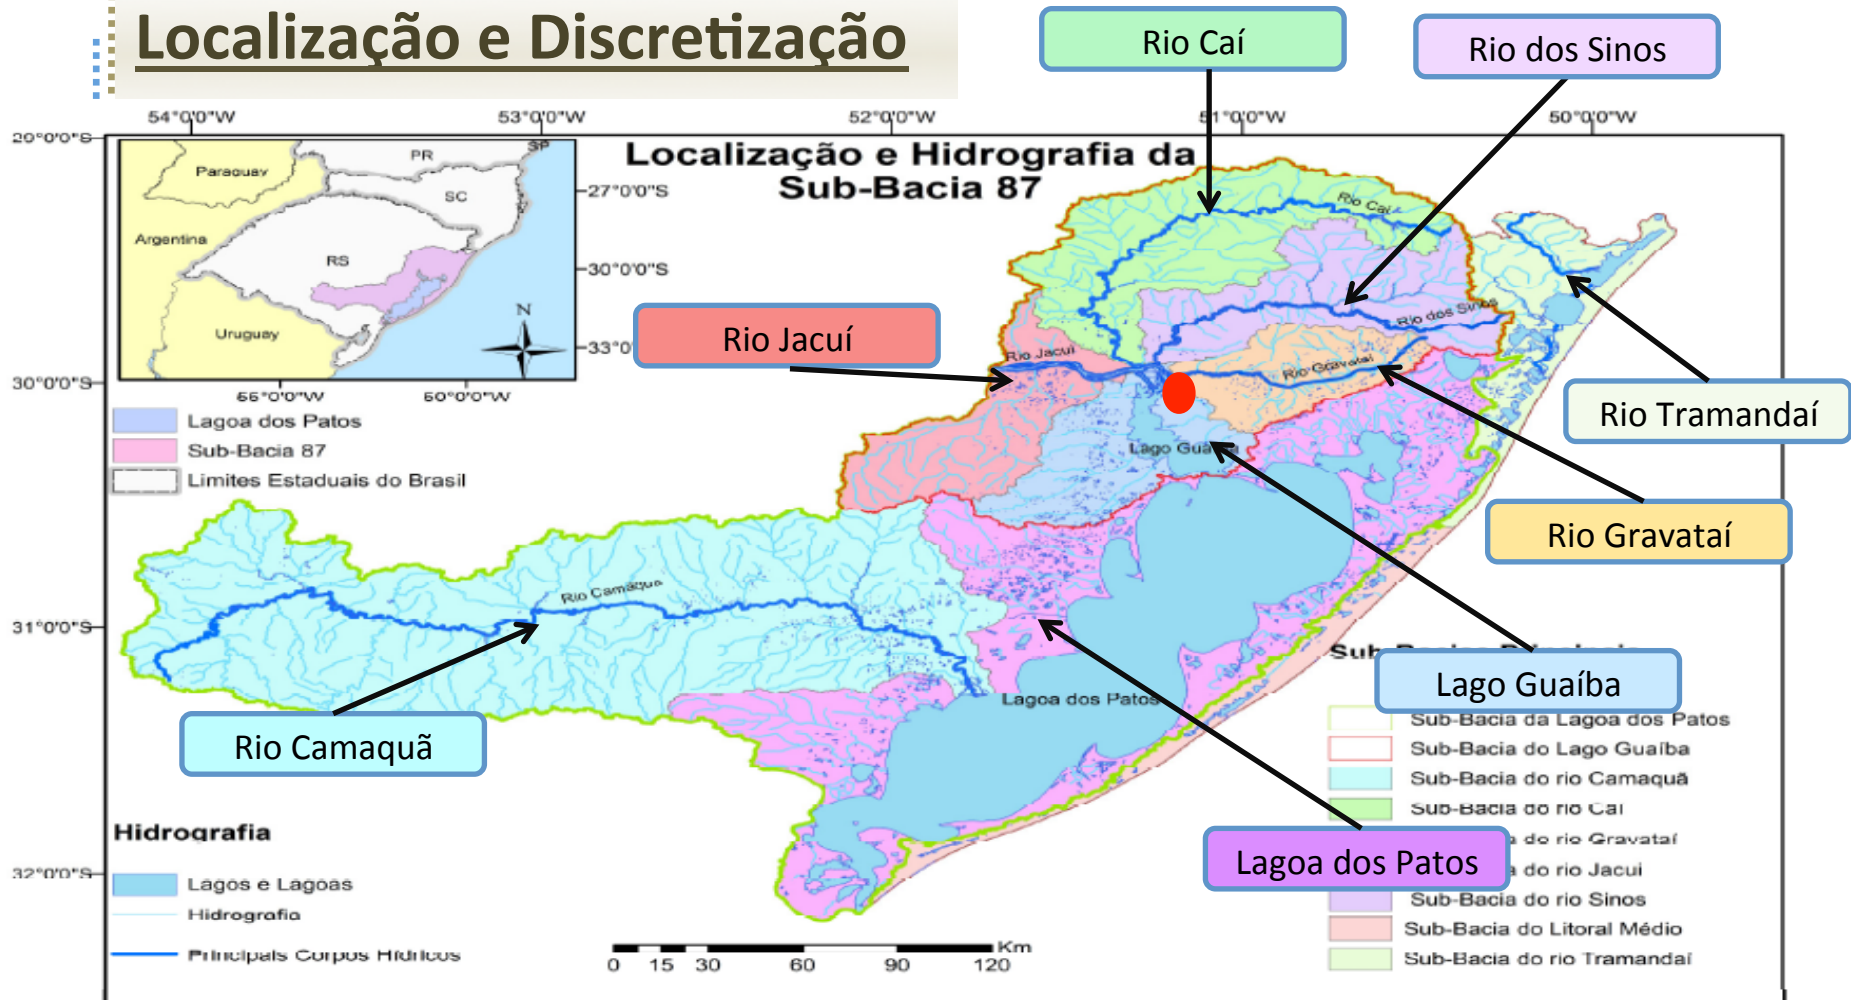 Localização e Discretização
Rio Caí
Rio dos Sinos
54°0'0"W
53°0'0"W
52°0'0"W
51°0'0"W
50°0'0"W
29°0'0"S
30°0'0"S
31°0'0"S
32°0'0"S
Localização e Hidrografia da
Sub-Bacia 87
Paraguay
PR
SP
SC
Argentina
RS
Uruguay
N
27°0'0"S
30°0'0"S
33°0'
50°0'0"W
Lagoa dos Patos
Sub-Bacia 87
Limites Estaduais do Brasil
Rio Jacuí
Rio Caí
Rio dos Sinos
Rio Jacuí
Rio Gravataí
Lago Guaíba
Rio Tramandaí
Rio Gravataí
Rio Camaquã
Lagoa dos Patos
Lago Guaíba
Rio Camaquã
Lagoa dos Patos
Sub-Bacia da Lagoa dos Patos
Sub-Bacia do Lago Guaíba
Sub-Bacia do rio Camaquã
Sub-Bacia do rio Caí
do rio Gravataí
do rio Jacui
Sub-Bacia do rio Sinos
Sub-Bacia do Litoral Médio
Sub-Bacia do rio Tramandaí
Hidrografia
Lagos e Lagoas
Hidrografia
Principais Corpos Hídricos
Km
0 15 30 60 90 120